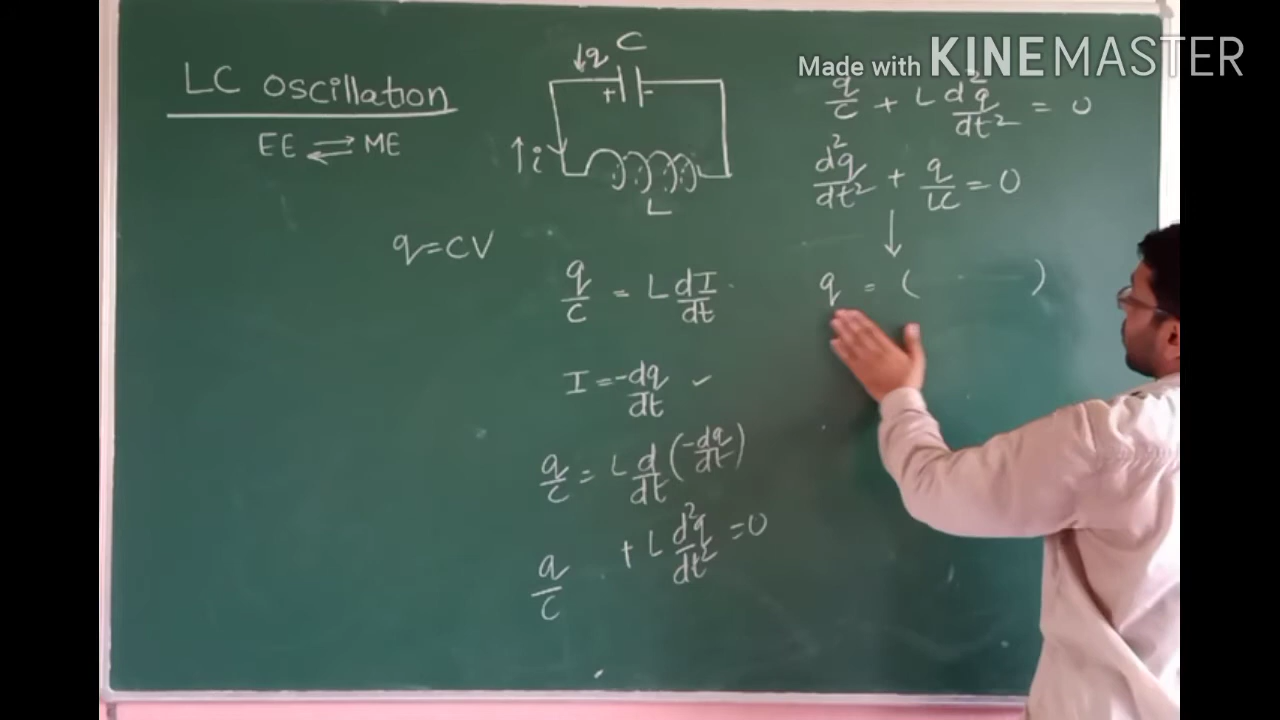 Made with KINEMASTER
LC Oscillation
EE ⇌ ME
↓q C
+ -
↑i
L
q=CV
q/C = L dI/dt
I = -dq/dt ✓
q/C = L d/dt (-dq/dt)
q/C + L d²q/dt² = 0
q/C + L d²q/dt² = 0
d²q/dt² + q/LC = 0
↓
q = ( )